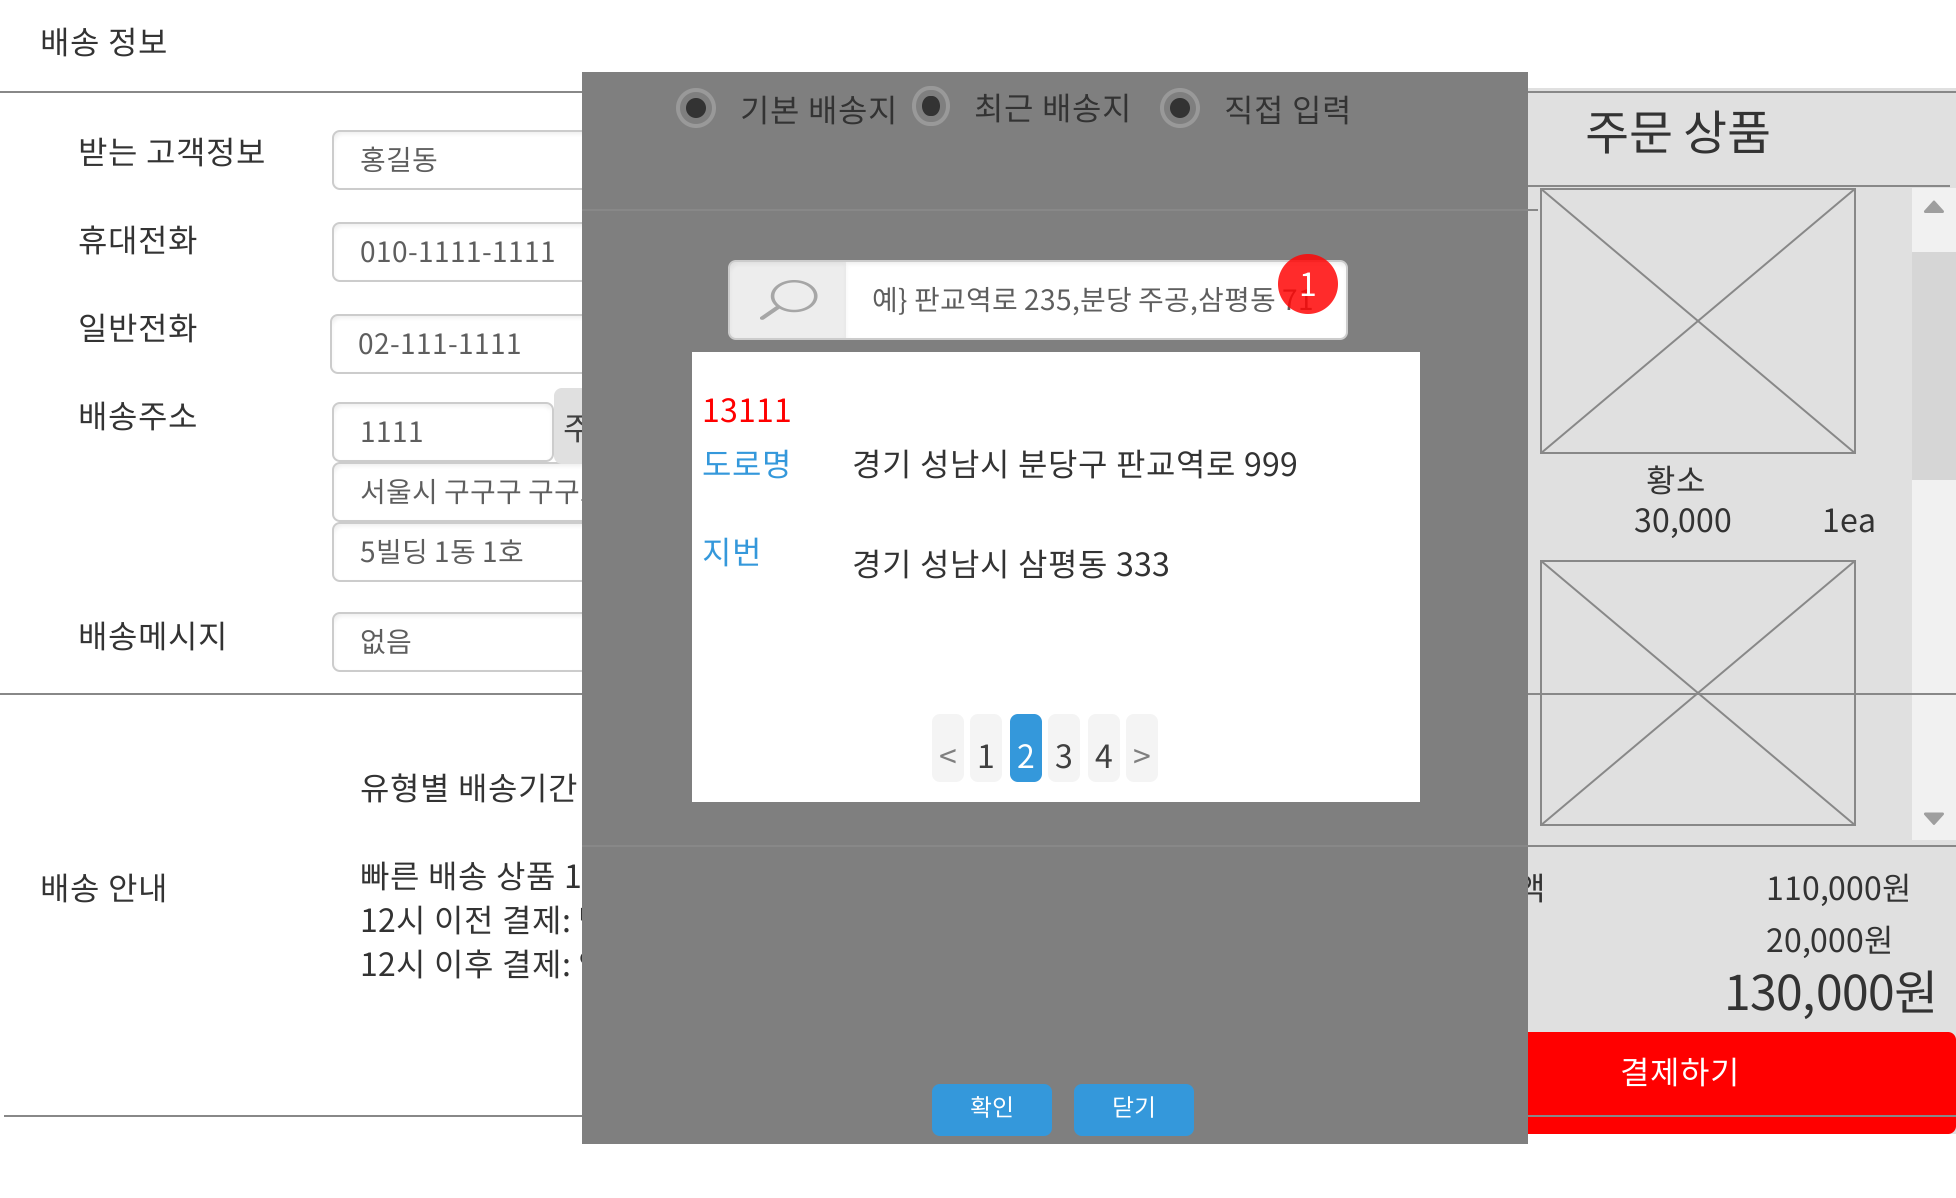 배송 정보
받는 고객정보
홍길동
휴대전화
010-1111-1111
일반전화
02-111-1111
배송주소
1111
주
서울시 구구구 구구
5빌딩 1동 1호
배송메시지
없음
배송 안내
유형별 배송기간
빠른 배송 상품 1
12시 이전 결제:
12시 이후 결제:
기본 배송지 최근 배송지 직접 입력
예} 판교역로 235,분당 주공,삼평동 71
1
13111
도로명 경기 성남시 분당구 판교역로 999
지번 경기 성남시 삼평동 333
< 1 2 3 4 >
확인 닫기
주문 상품
황소
30,000 1ea
액 110,000원
20,000원
130,000원
결제하기